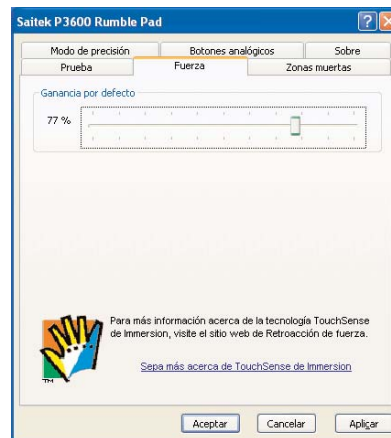 Saitek P3600 Rumble Pad
Modo de precisión Botones analógicos Sobre
Prueba Fuerza Zonas muertas
Ganancia por defecto
77 %
Para más información acerca de la tecnología TouchSense
de Immersion, visite el sitio web de Retroacción de fuerza.
TM
Sepa más acerca de TouchSense de Immersion
Aceptar Cancelar Aplicar